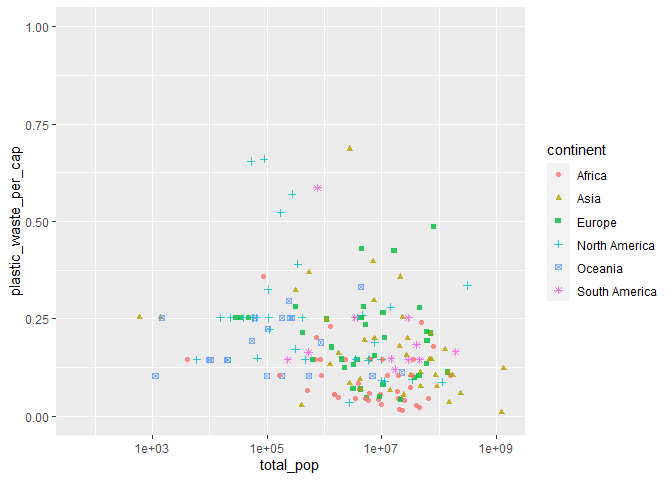 1.00
0.75
0.50
0.25
0.00
plastic_waste_per_cap
1e+03
1e+05
1e+07
1e+09
total_pop
continent
Africa
Asia
Europe
North America
Oceania
South America